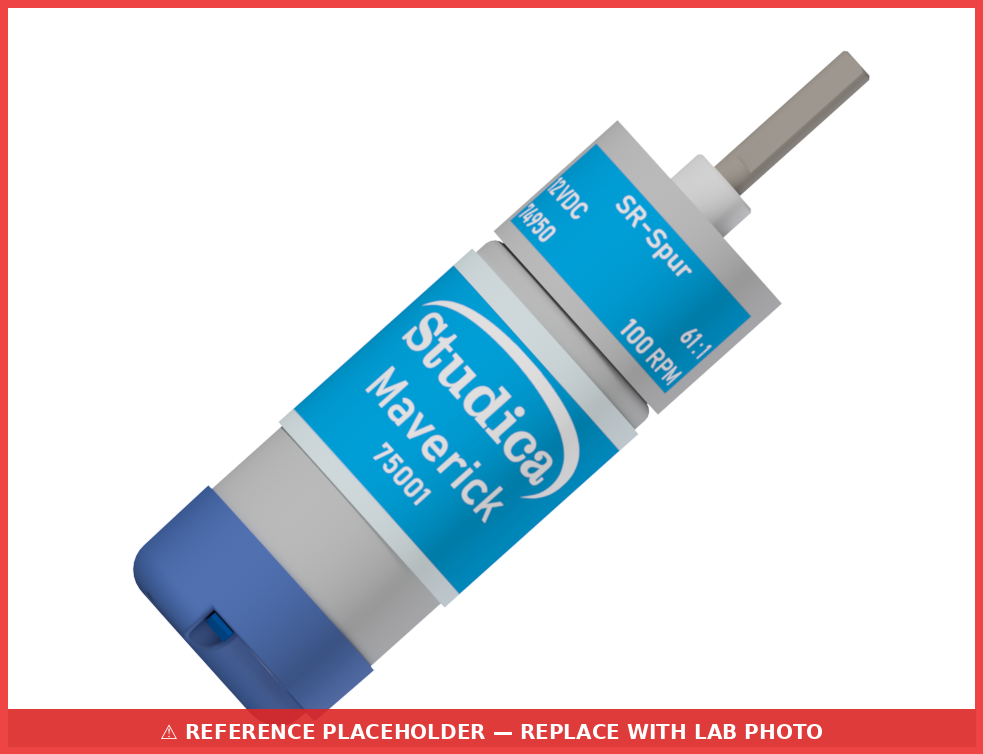 12VDC
74950
SR-Spur
61:1
100 RPM
Studica
Maverick
75001
⚠ REFERENCE PLACEHOLDER — REPLACE WITH LAB PHOTO